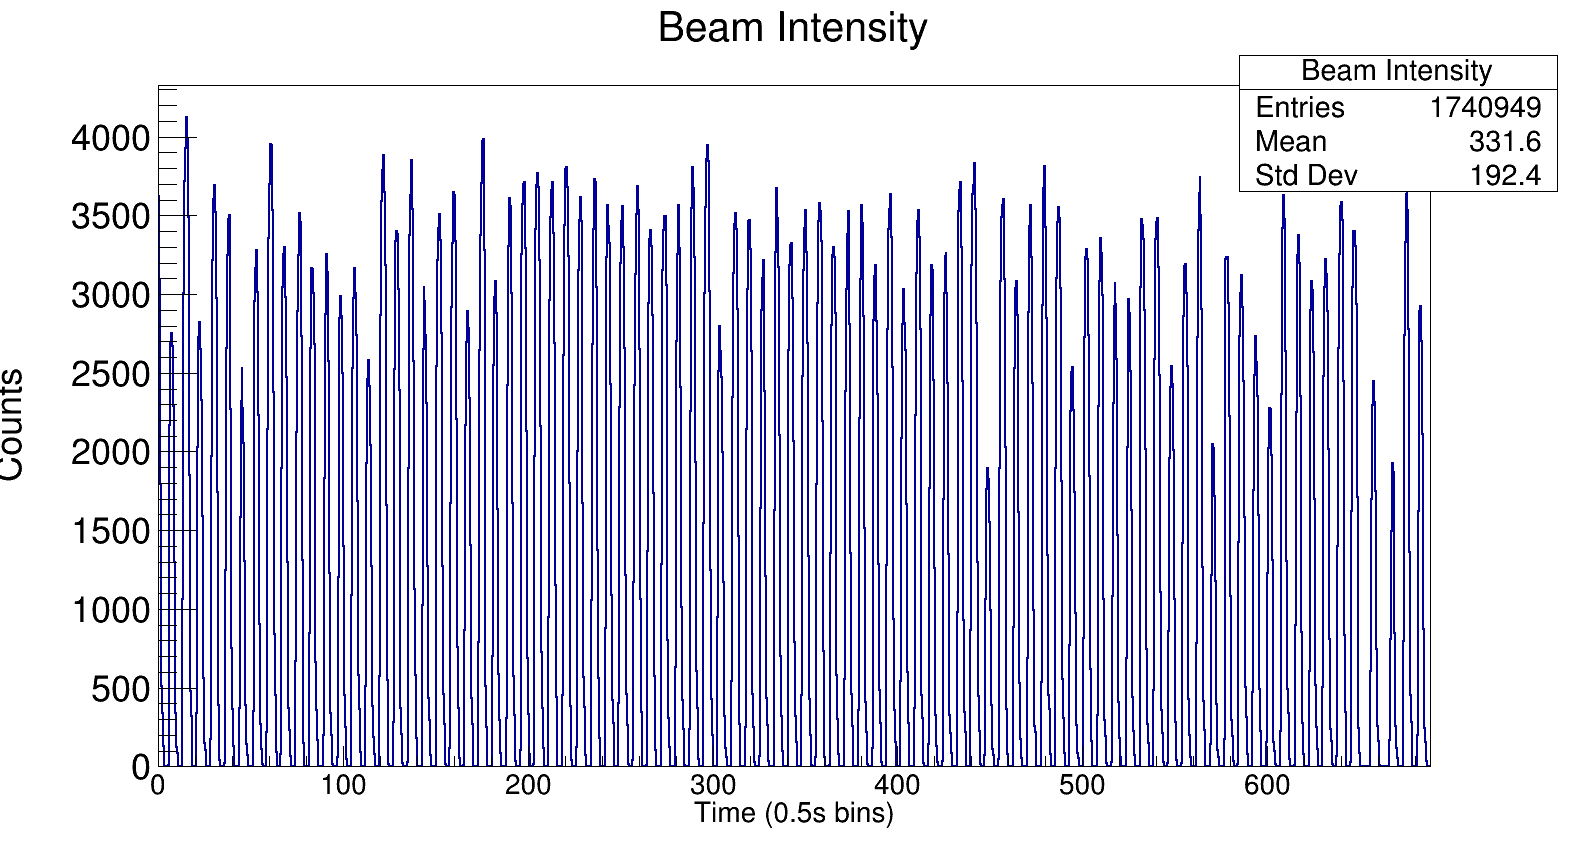 Beam Intensity
Beam Intensity
Entries 1740949
Mean 331.6
Std Dev 192.4
4000
3500
3000
2500
2000
1500
1000
500
0
Counts
0 100 200 300 400 500 600
Time (0.5s bins)